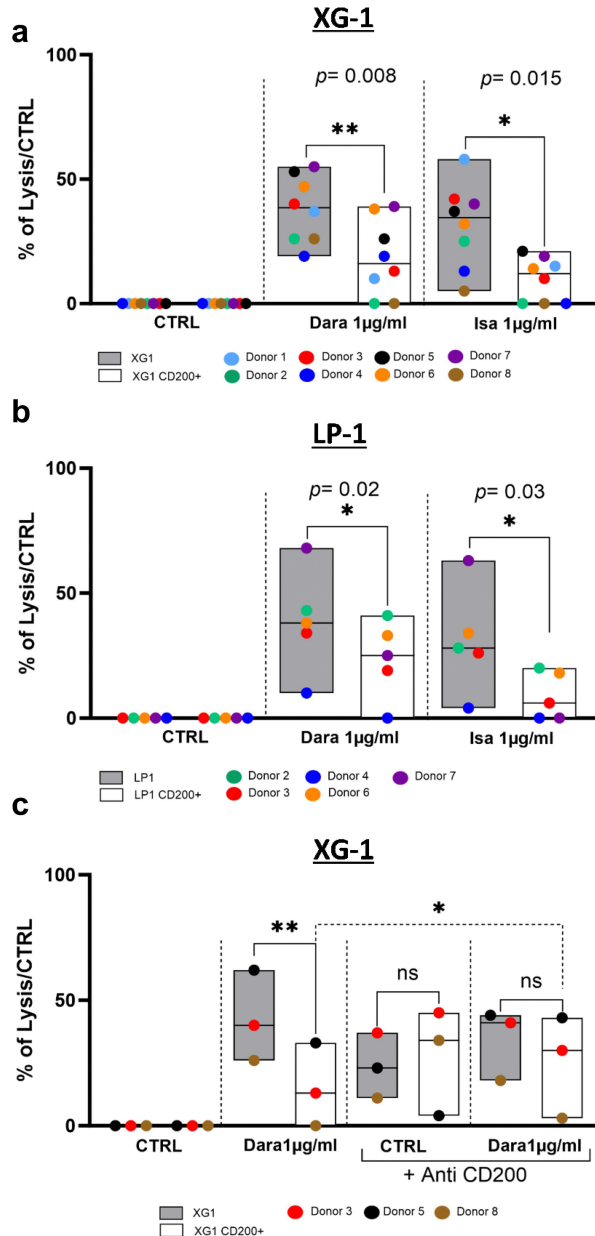 a
XG-1
100
50
0
% of Lysis/CTRL
p= 0.008
p= 0.015
**
*
CTRL
Dara 1µg/ml
Isa 1µg/ml
XG1
XG1 CD200+
Donor 1
Donor 3
Donor 5
Donor 7
Donor 2
Donor 4
Donor 6
Donor 8
b
LP-1
100
50
0
% of Lysis/CTRL
p= 0.02
p= 0.03
*
*
CTRL
Dara 1µg/ml
Isa 1µg/ml
LP1
LP1 CD200+
Donor 2
Donor 4
Donor 7
Donor 3
Donor 6
c
XG-1
100
50
0
% of Lysis/CTRL
**
*
ns
ns
CTRL
Dara1µg/ml
CTRL
Dara1µg/ml
+ Anti CD200
XG1
XG1 CD200+
Donor 3
Donor 5
Donor 8